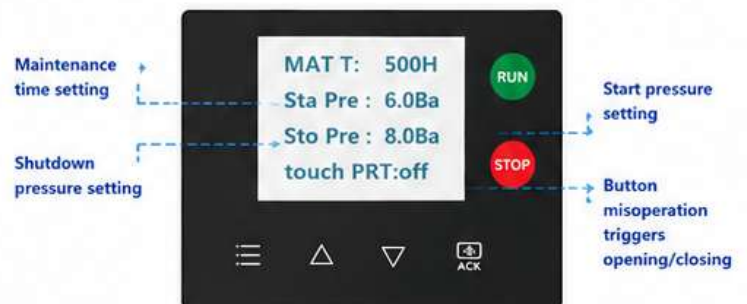 Maintenance
time setting
Shutdown
pressure setting
MAT T: 500H
Sta Pre : 6.0Ba
Sto Pre : 8.0Ba
touch PRT:off
RUN
STOP
ACK
Start pressure
setting
Button
misoperation
triggers
opening/closing